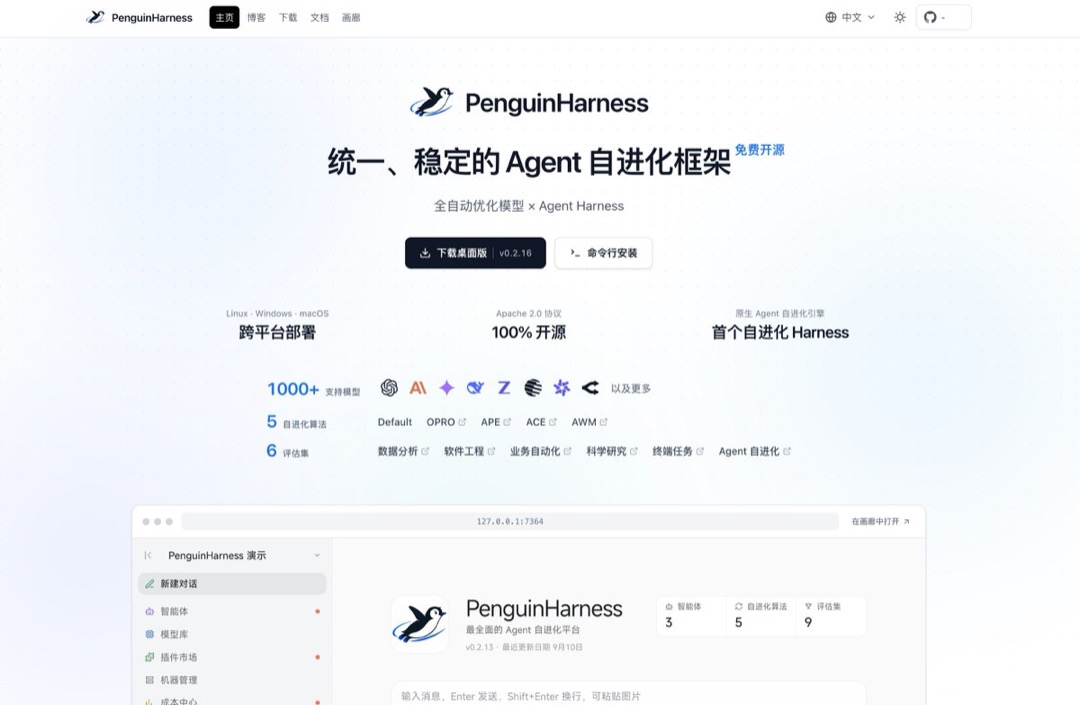 PenguinHarness 主页 博客 下载 文档 画廊 中文 -
PenguinHarness
统一、稳定的 Agent 自进化框架 免费开源
全自动优化模型 × Agent Harness
下载桌面版 v0.2.16 命令行安装
Linux · Windows · macOS Apache 2.0 协议 原生 Agent 自进化引擎
跨平台部署 100% 开源 首个自进化 Harness
1000+ 支持模型 以及更多
5 自进化算法 Default OPRO APE ACE AWM
6 评估集 数据分析 软件工程 业务自动化 科学研究 终端任务 Agent 自进化
127.0.0.1:7364 在画廊中打开
PenguinHarness 演示
新建对话
智能体
模型库
插件市场
机器管理
成本中心
PenguinHarness
最全面的 Agent 自进化平台
v0.2.13 · 最近更新日期 9月10日
智能体 自进化算法 评估集
3 5 9
输入消息，Enter 发送，Shift+Enter 换行，可粘贴图片